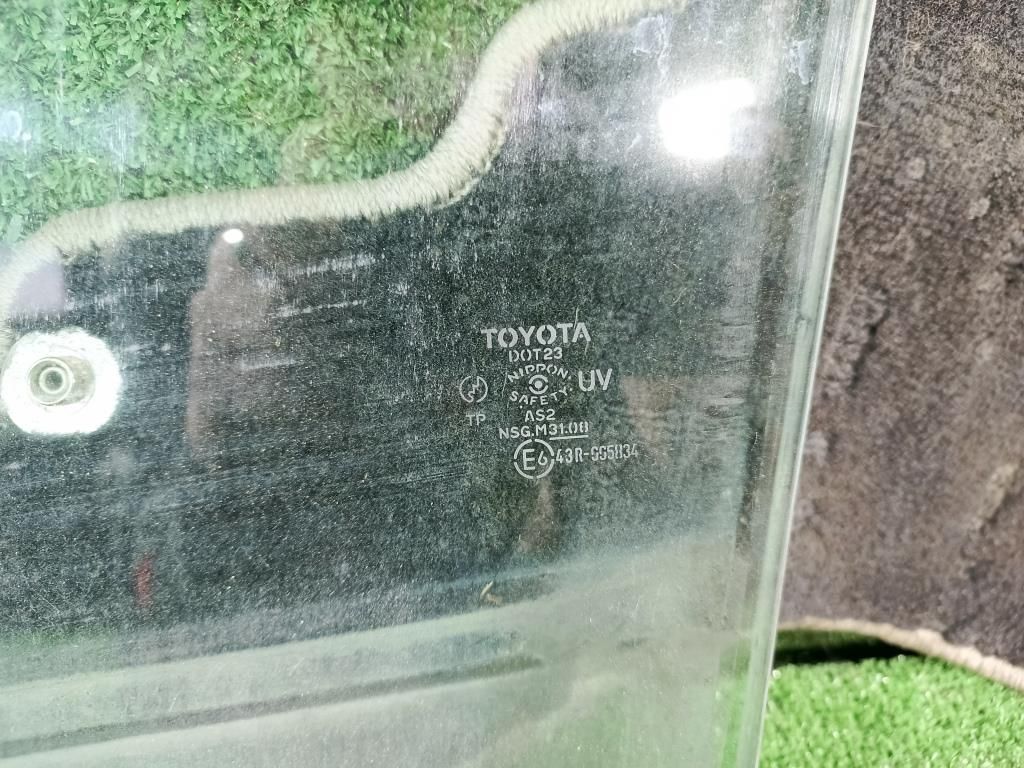 TOYOTA
DOT23
NIPPON
SAFETY
UV
TP
AS2
NSG.M31.08
E6 43R-